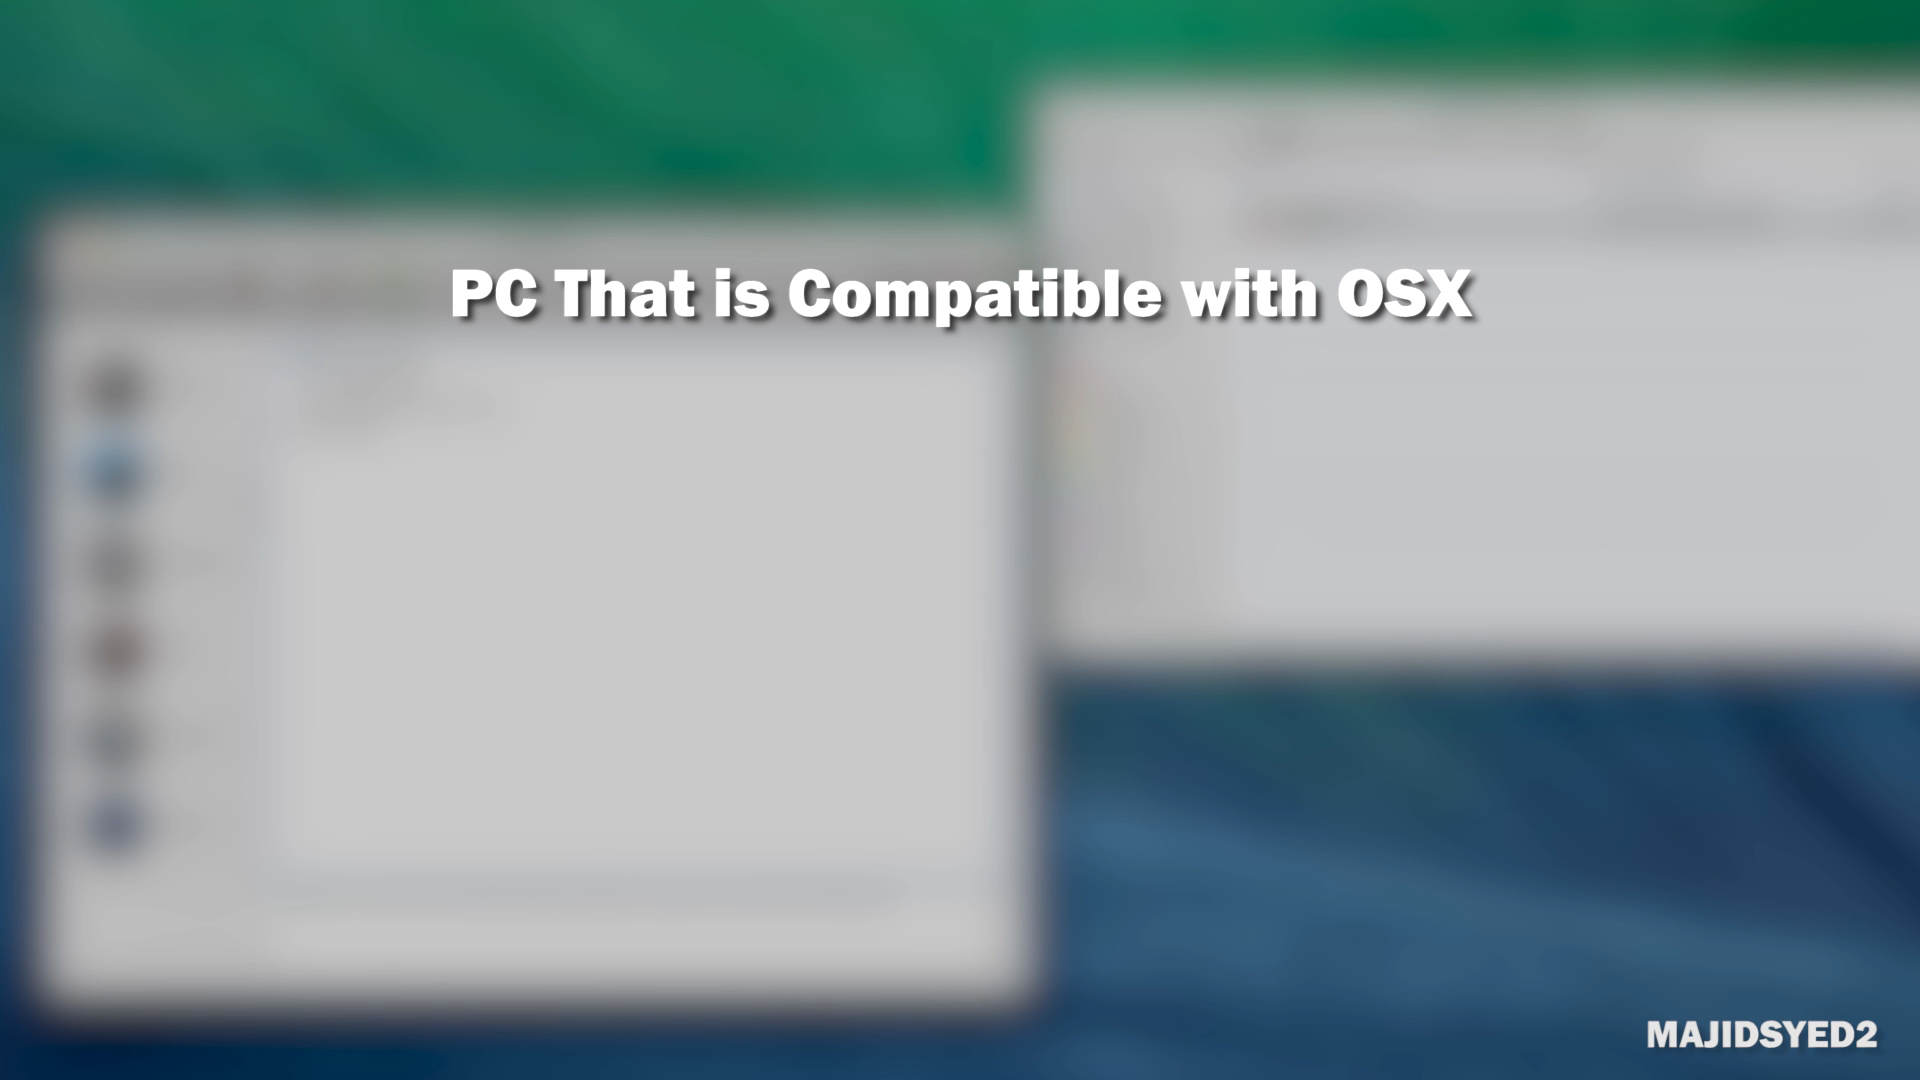 PC That is Compatible with OSX
MAJIDSYED2